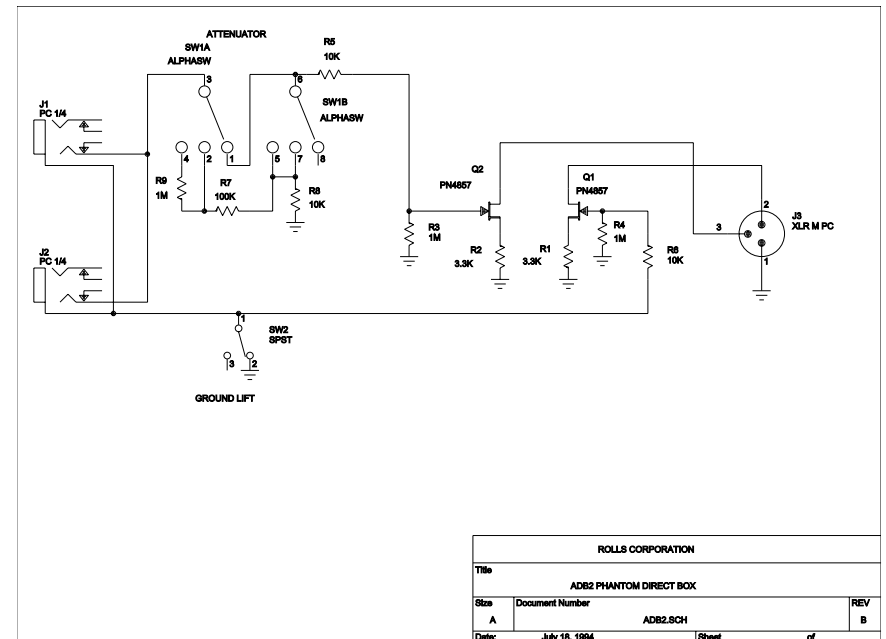 ATTENUATOR
SW1A
ALPHASW
R5
10K
3
6
SW1B
ALPHASW
J1
PC 1/4
4
2
1
5
7
8
R9
1M
R7
100K
R8
10K
Q2
PN4857
Q1
PN4857
R3
1M
R2
3.3K
R1
3.3K
R4
1M
R6
10K
2
3
1
J3
XLR M PC
J2
PC 1/4
1
SW2
SPST
3
2
GROUND LIFT
ROLLS CORPORATION
Title
ADB2 PHANTOM DIRECT BOX
Size
Document Number
REV
A
ADB2.SCH
B
Date:
July 18, 1994
Sheet
of